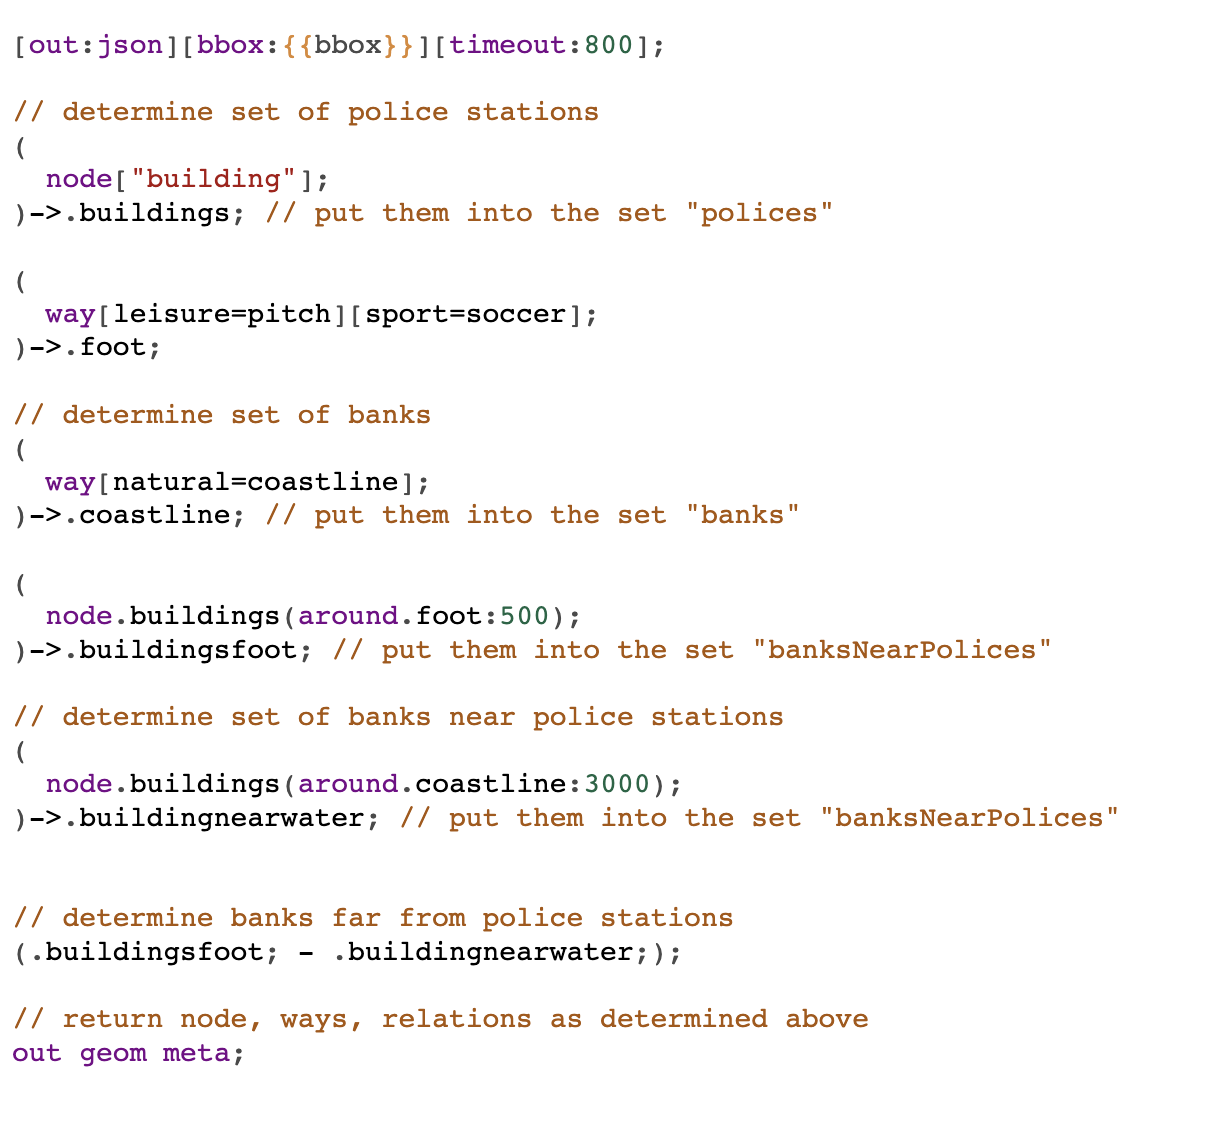 [out:json][bbox:{{bbox}}][timeout:800];
// determine set of police stations
(
  node["building"];
)->.buildings; // put them into the set "polices"
(
  way[leisure=pitch][sport=soccer];
)->.foot;
// determine set of banks
(
  way[natural=coastline];
)->.coastline; // put them into the set "banks"
(
  node.buildings(around.foot:500);
)->.buildingsfoot; // put them into the set "banksNearPolices"
// determine set of banks near police stations
(
  node.buildings(around.coastline:3000);
)->.buildingnearwater; // put them into the set "banksNearPolices"
// determine banks far from police stations
(.buildingsfoot; - .buildingnearwater;);
// return node, ways, relations as determined above
out geom meta;